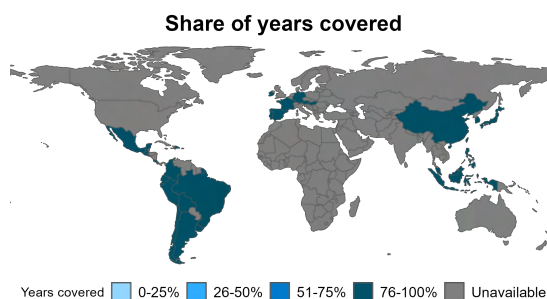 Share of years covered
Years covered 0-25% 26-50% 51-75% 76-100% Unavailable